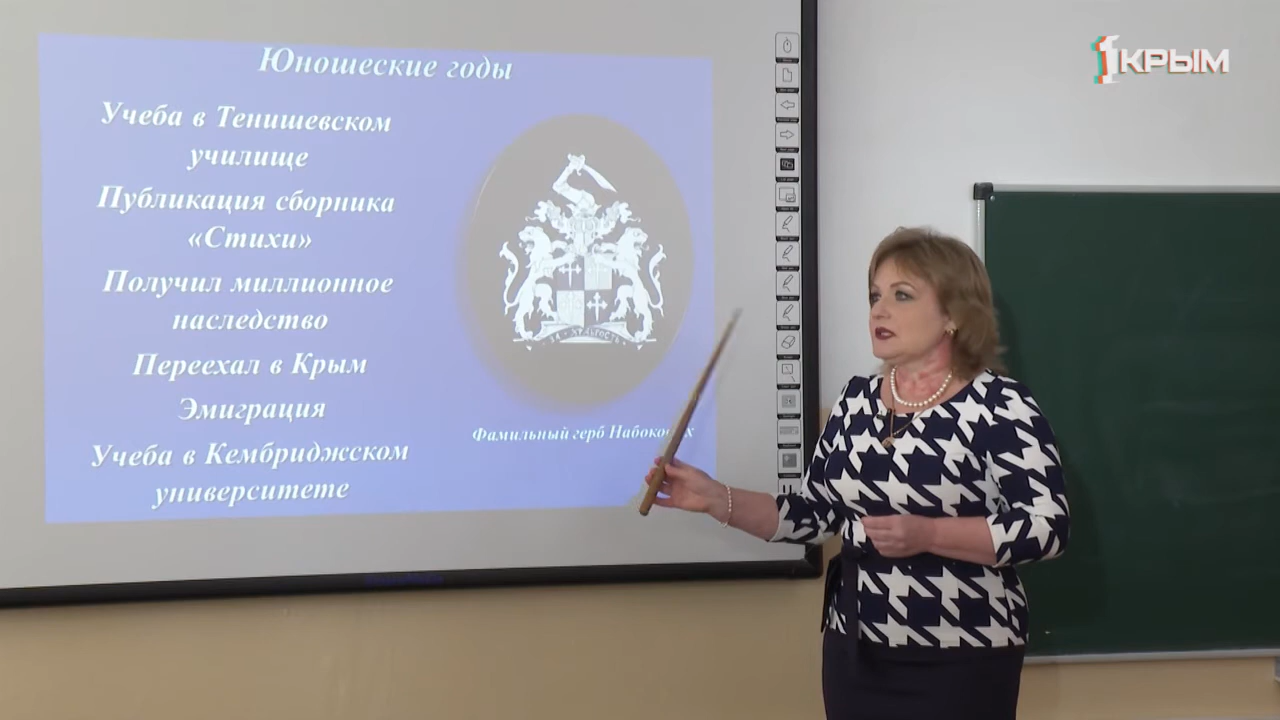 Юношеские годы
Учеба в Тенишевском
училище
Публикация сборника
«Стихи»
Получил миллионное
наследство
Переехал в Крым
Эмиграция
Учеба в Кембриджском
университете
Фамильный герб Набоковых
1КРЫМ